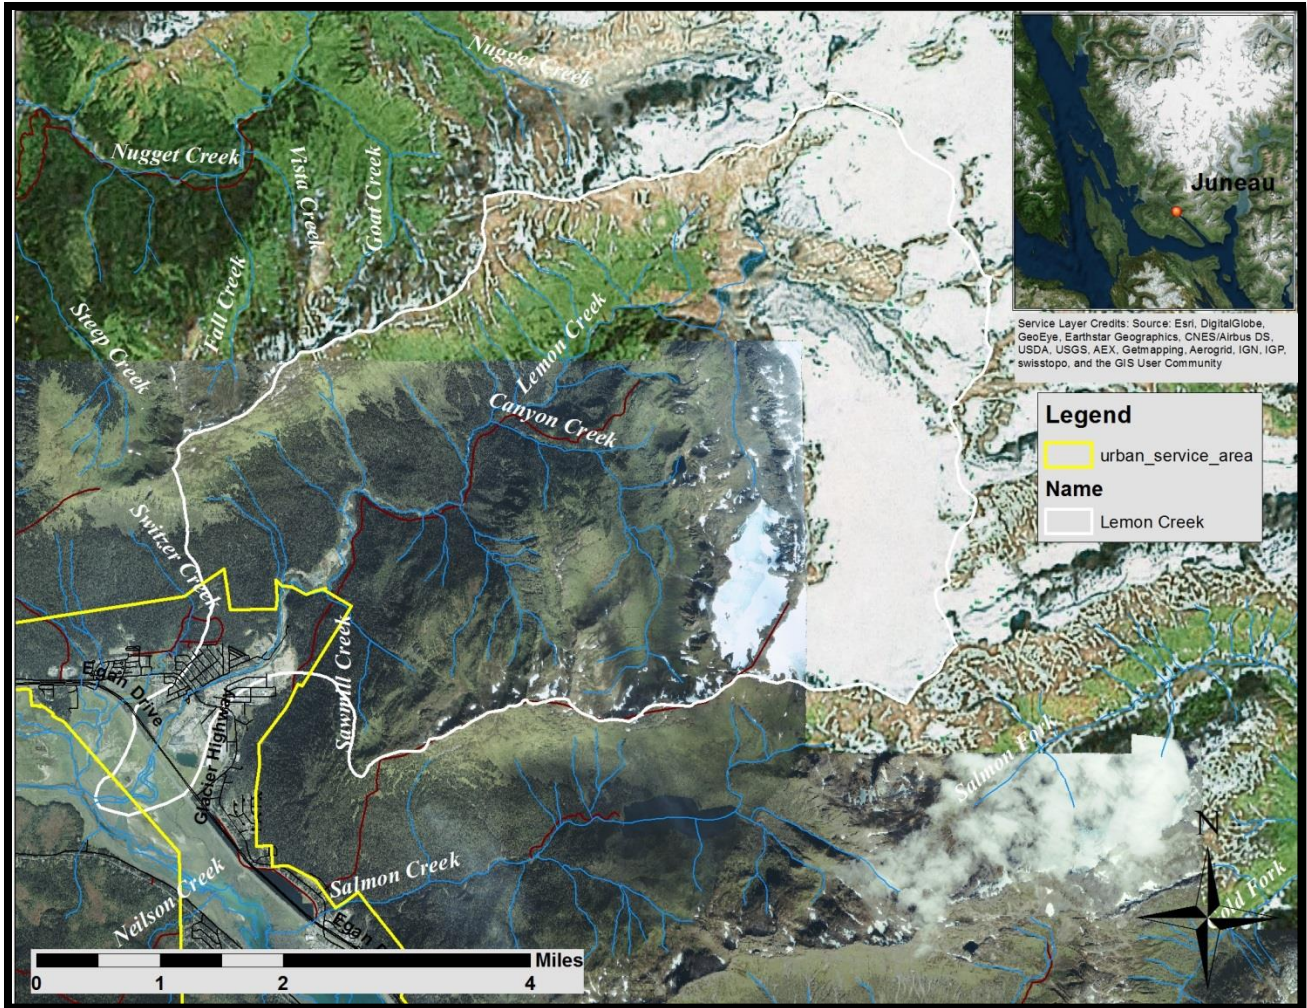 Nugget Creek
Juneau
Nugget Creek
Vista Creek
Goat Creek
Steep Creek
Fall Creek
Service Layer Credits: Source: Esri, DigitalGlobe,
GeoEye, Earthstar Geographics, CNES/Airbus DS,
USDA, USGS, AEX, Getmapping, Aerogrid, IGN, IGP,
swisstopo, and the GIS User Community
Lemon Creek
Canyon Creek
Legend
urban_service_area
Name
Lemon Creek
Switzer Creek
Sawmill Creek
Egan Drive
Glacier Highway
Salmon Fork
N
Salmon Creek
Neilson Creek
Egan
old Fork
Miles
0
1
2
4